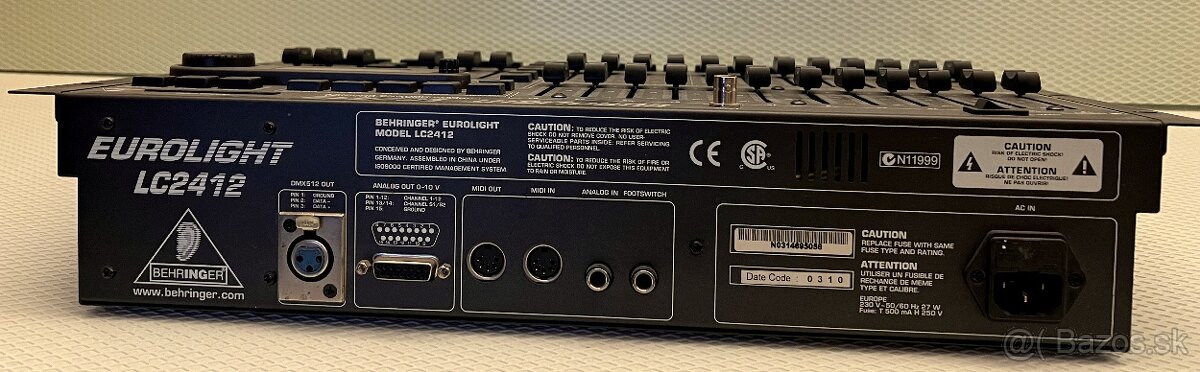 EUROLIGHT
LC2412
BEHRINGER
www.behringer.com
BEHRINGER® EUROLIGHT
MODEL LC2412
CONCEIVED AND DESIGNED BY BEHRINGER
GERMANY. ASSEMBLED IN CHINA UNDER
ISO9000 CERTIFIED MANAGEMENT SYSTEM.
CAUTION: TO REDUCE THE RISK OF ELECTRIC
SHOCK DO NOT REMOVE COVER. NO USER-
SERVICEABLE PARTS INSIDE: REFER SERVICING
TO QUALIFIED PERSONNEL.
CAUTION: TO REDUCE THE RISK OF FIRE OR
ELECTRIC SHOCK DO NOT EXPOSE THIS EQUIPMENT
TO RAIN OR MOISTURE.
CE
SA
US
N11999
CAUTION
RISK OF ELECTRIC SHOCK!
DO NOT OPEN!
ATTENTION
RISQUE DE CHOC ELECTRIQUE!
NE PAS OUVRIR!
DMX512 OUT
PIN 1: GROUND
PIN 2: DATA -
PIN 3: DATA +
ANALOG OUT 0-10 V
PIN 1-12: CHANNEL 1-12
PIN 13/14: CHANNEL S1/S2
PIN 15: GROUND
MIDI OUT
MIDI IN
ANALOG IN
FOOTSWITCH
N0314693058
Date Code : 0310
CAUTION
REPLACE FUSE WITH SAME
FUSE TYPE AND RATING.
ATTENTION
UTILISER UN FUSIBLE DE
RECHANGE DE MEME
TYPE ET CALIBRE.
EUROPE
230 V ~ 50/60 Hz 27 W
Fuse: T 500 mA H 250 V
AC IN
@( Bazos.sk